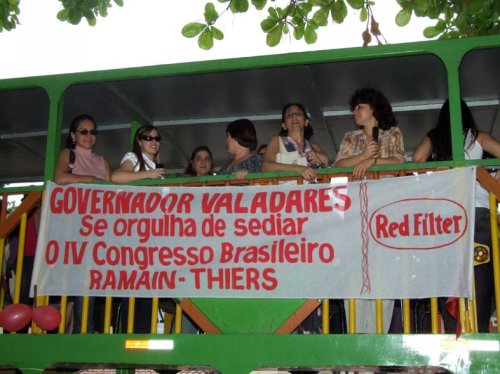 GOVERNADOR VALADARES
Se orgulha de sediar
O IV Congresso Brasileiro
RAMAIN-THIERS
Red Filter